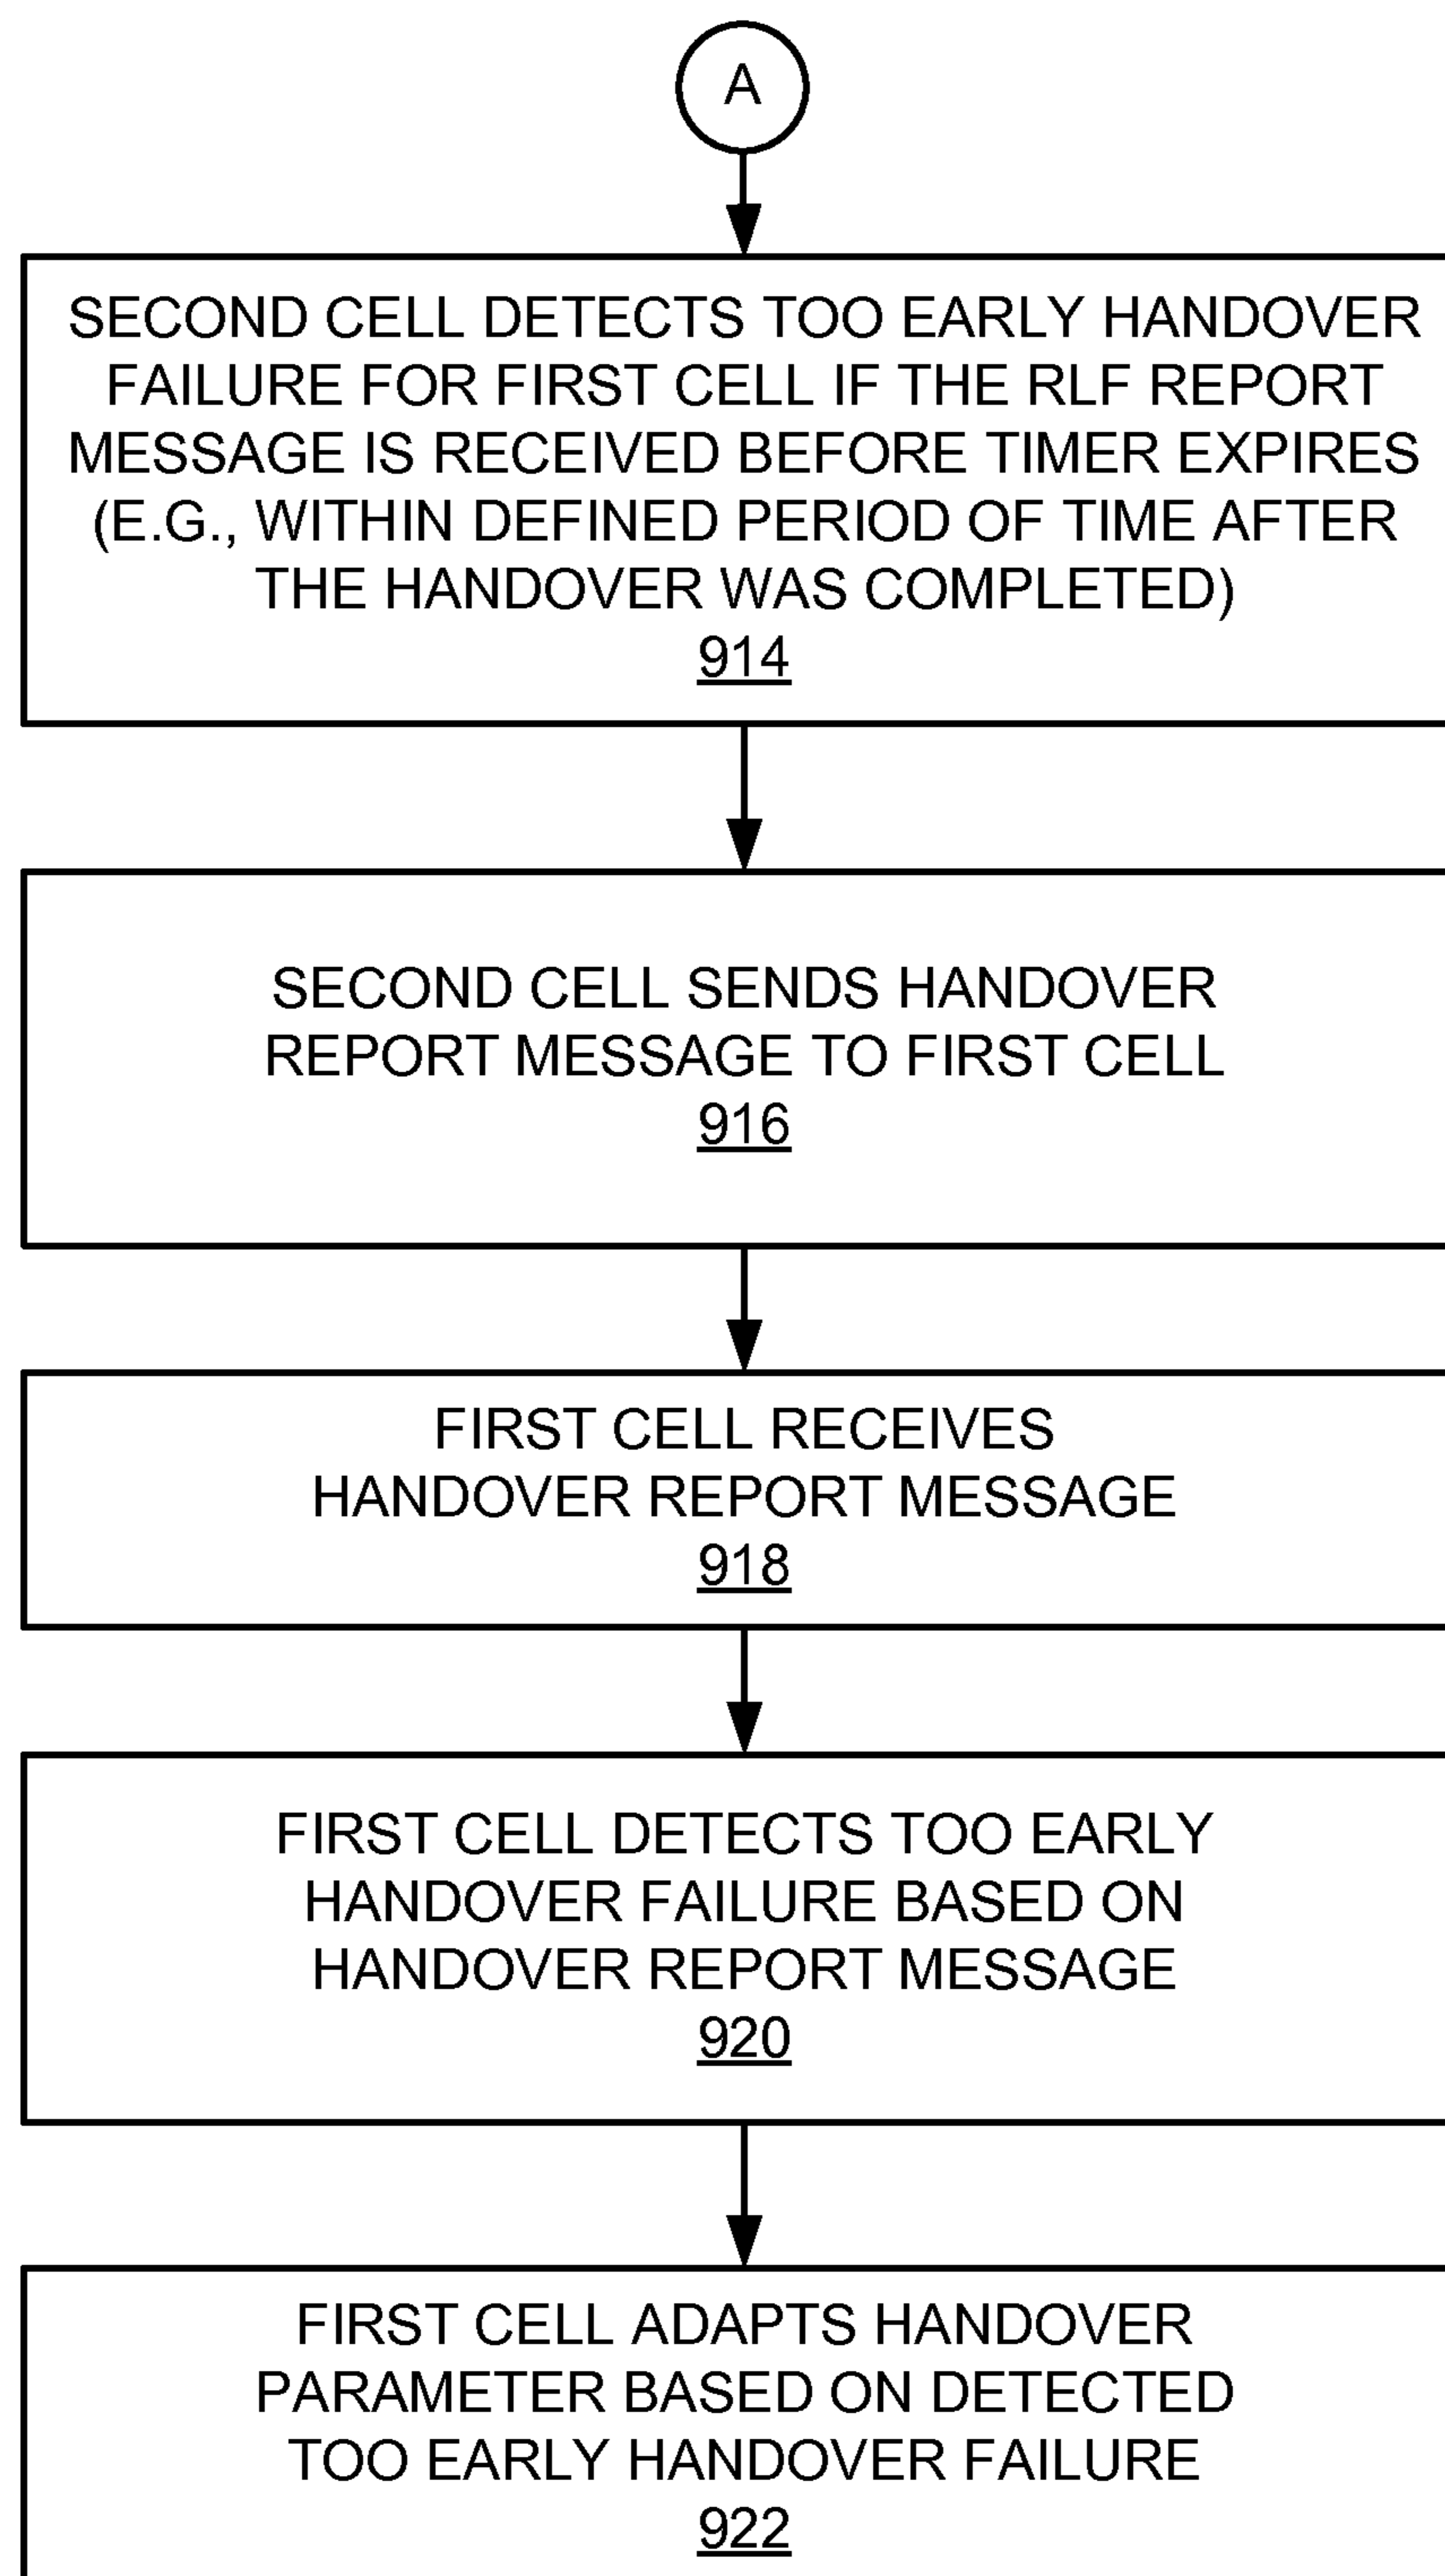 A
SECOND CELL DETECTS TOO EARLY HANDOVER
FAILURE FOR FIRST CELL IF THE RLF REPORT
MESSAGE IS RECEIVED BEFORE TIMER EXPIRES
(E.G., WITHIN DEFINED PERIOD OF TIME AFTER
THE HANDOVER WAS COMPLETED)
914
SECOND CELL SENDS HANDOVER
REPORT MESSAGE TO FIRST CELL
916
FIRST CELL RECEIVES
HANDOVER REPORT MESSAGE
918
FIRST CELL DETECTS TOO EARLY
HANDOVER FAILURE BASED ON
HANDOVER REPORT MESSAGE
920
FIRST CELL ADAPTS HANDOVER
PARAMETER BASED ON DETECTED
TOO EARLY HANDOVER FAILURE
922